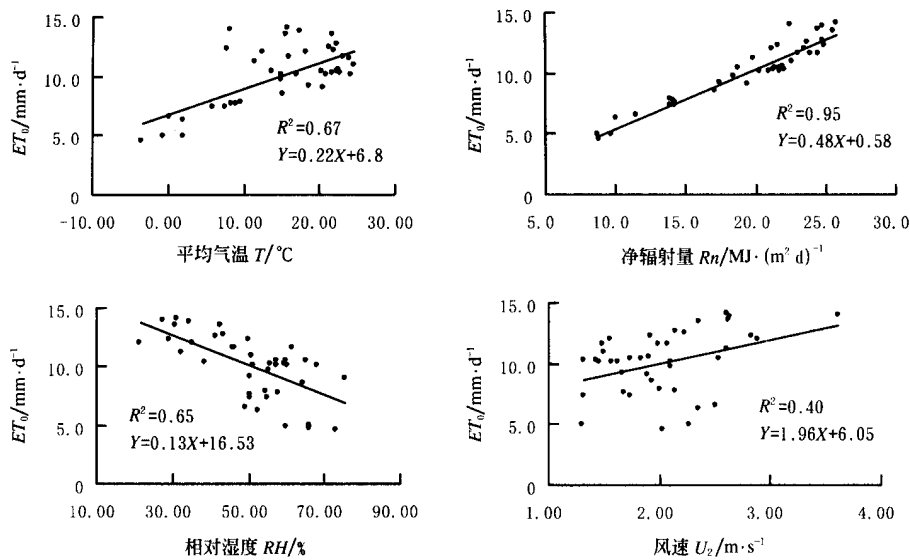 15.0
10.0
5.0
0
ET₀/mm·d⁻¹
R²=0.67
Y=0.22X+6.8
-10.00 0.00 10.00 20.00 30.00
平均气温 T/℃
15.0
10.0
5.0
0
ET₀/mm·d⁻¹
R²=0.95
Y=0.48X+0.58
5.0 10.0 15.0 20.0 25.0 30.0
净辐射量 Rn/MJ·(m² d)⁻¹
15.0
10.0
5.0
0
ET₀/mm·d⁻¹
R²=0.65
Y=0.13X+16.53
10.00 30.00 50.00 70.00 90.00
相对湿度 RH/%
15.0
10.0
5.0
0
ET₀/mm·d⁻¹
R²=0.40
Y=1.96X+6.05
1.00 2.00 3.00 4.00
风速 U₂/m·s⁻¹